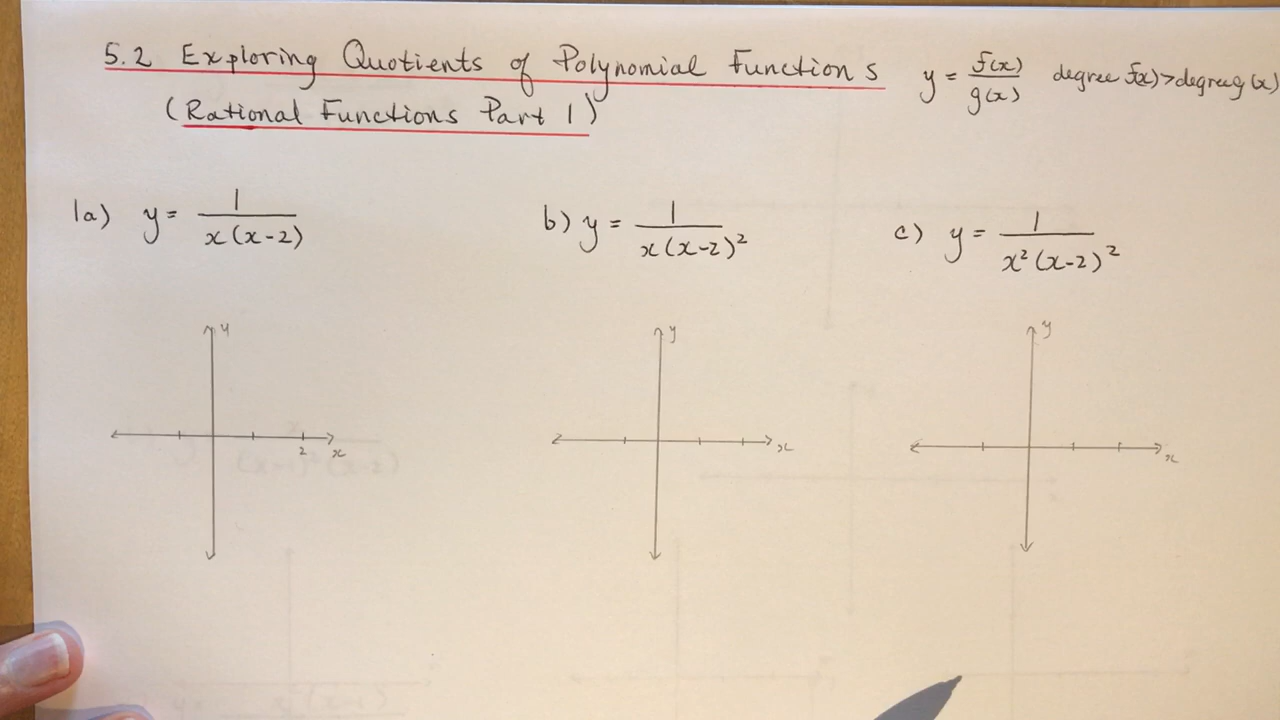 5.2 Exploring Quotients of Polynomial Functions
(Rational Functions Part 1)
y = f(x)/g(x) degree f(x) > degree g(x)
1a) y = 1/x(x-2)
b) y = 1/x(x-2)²
c) y = 1/x²(x-2)²
y
2
x
y
x
y
x